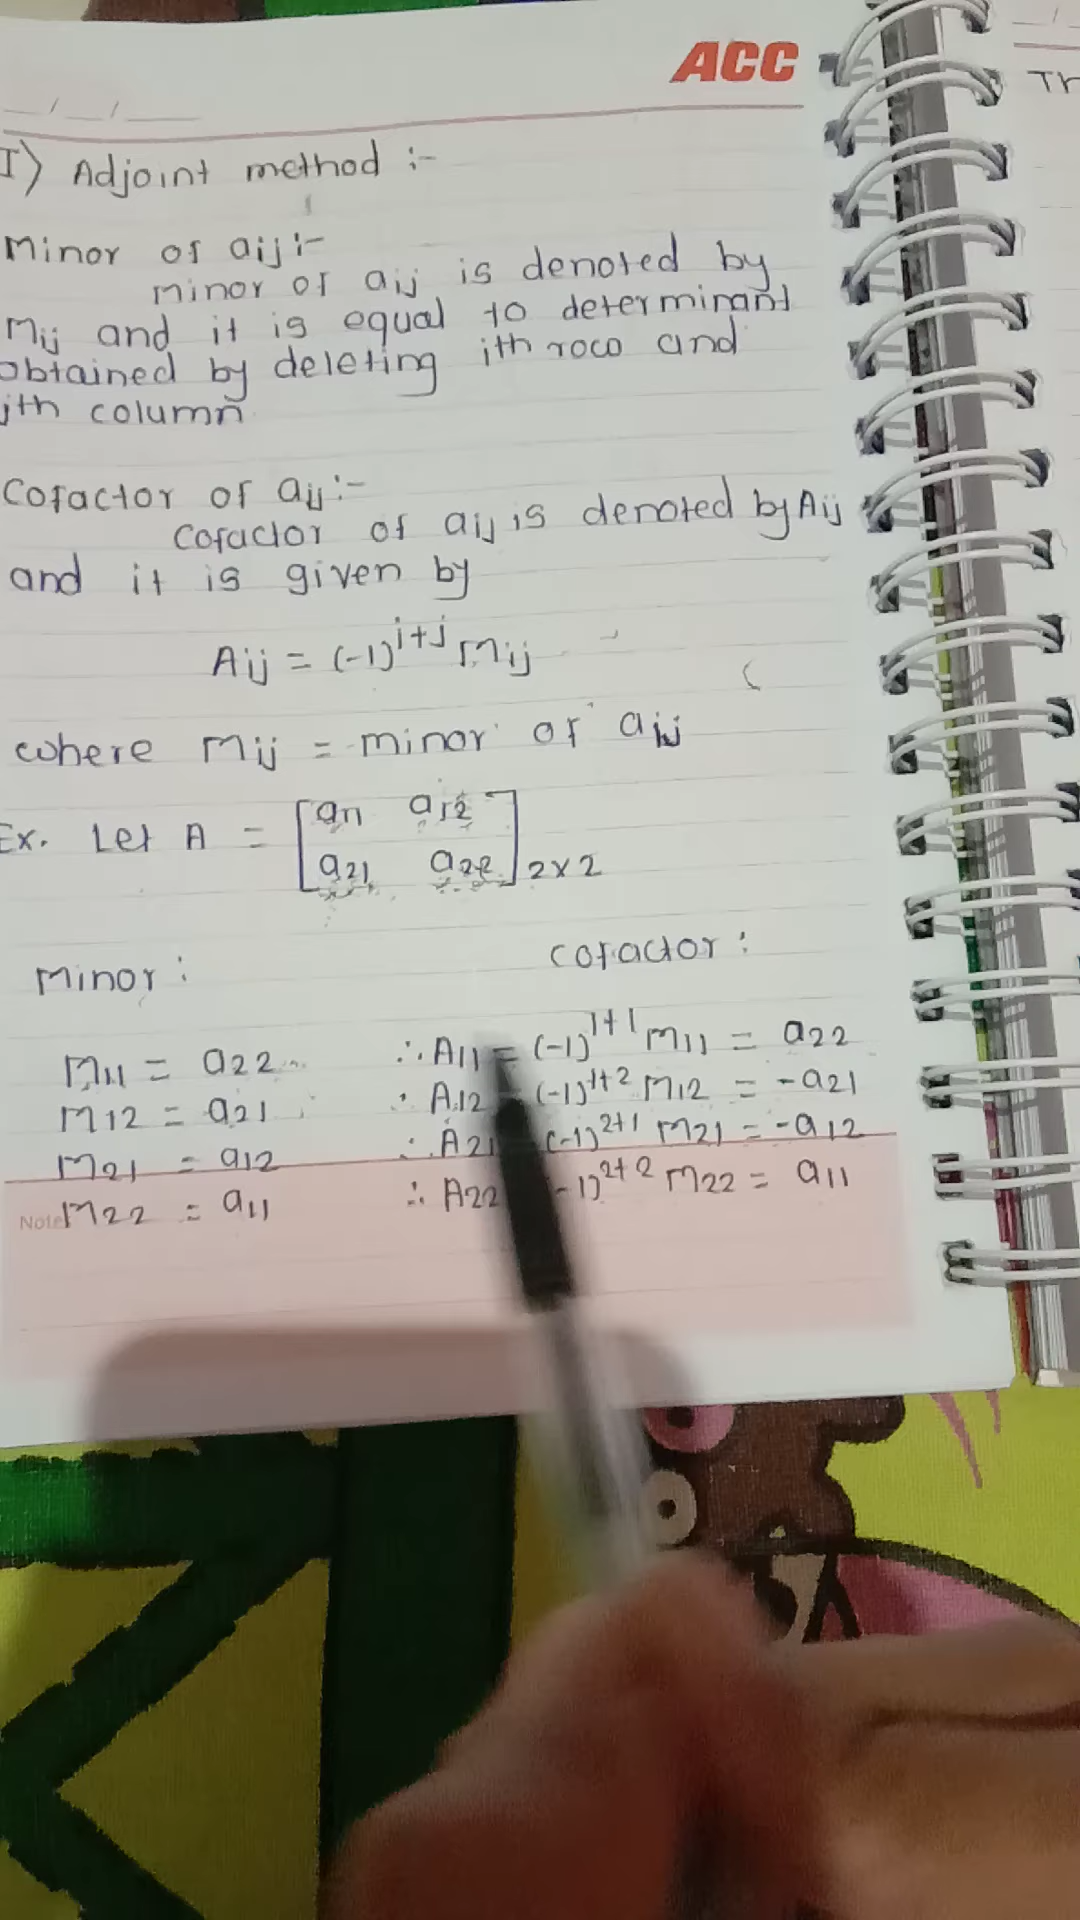 ACC
Th
I) Adjoint method :-
Minor of aij :-
minor of aij is denoted by
Mij and it is equal to determinant
obtained by deleting ith row and
jth column
Cofactor of aij :-
Cofactor of aij is denoted by Aij
and it is given by
Aij = (-1)^i+j Mij
where Mij = minor of aij
Ex. Let A = [a11 a12
a21 a22] 2x2
Minor : Cofactor :
M11 = a22 ∴ A11 = (-1)^1+1 M11 = a22
M12 = a21 ∴ A12 = (-1)^1+2 M12 = -a21
M21 = a12 ∴ A21 (-1)^2+1 M21 = -a12
Note M22 = a11 ∴ A22 -1)^2+2 M22 = a11